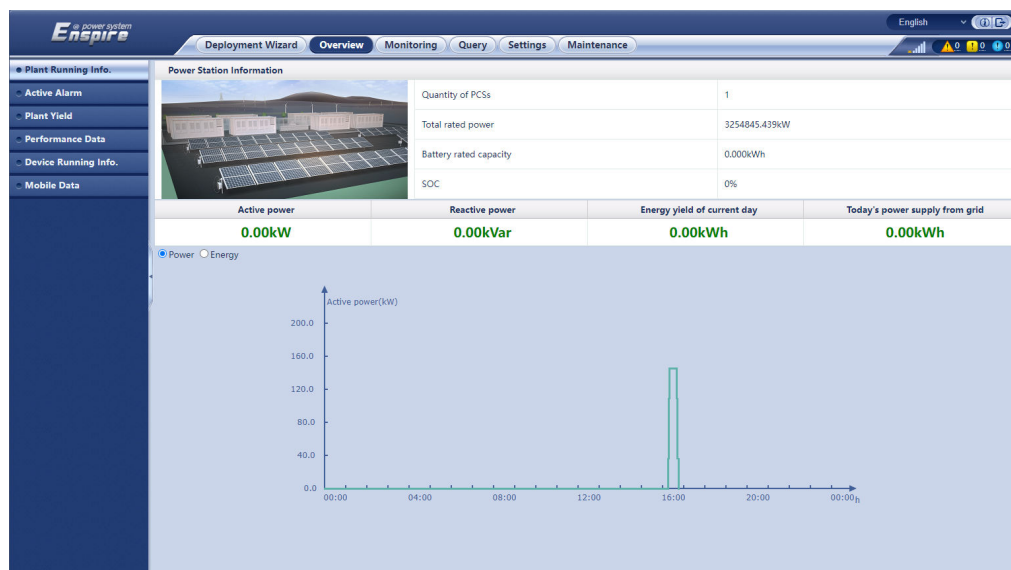 Enspire e power system
English
Deployment Wizard Overview Monitoring Query Settings Maintenance
0 0 0
Plant Running Info.
Active Alarm
Plant Yield
Performance Data
Device Running Info.
Mobile Data
Power Station Information
Quantity of PCSs 1
Total rated power 3254845.439kW
Battery rated capacity 0.000kWh
SOC 0%
Active power Reactive power Energy yield of current day Today's power supply from grid
0.00kW 0.00kVar 0.00kWh 0.00kWh
Power Energy
Active power(kW)
200.0
160.0
120.0
80.0
40.0
0.0
00:00 04:00 08:00 12:00 16:00 20:00 00:00 h